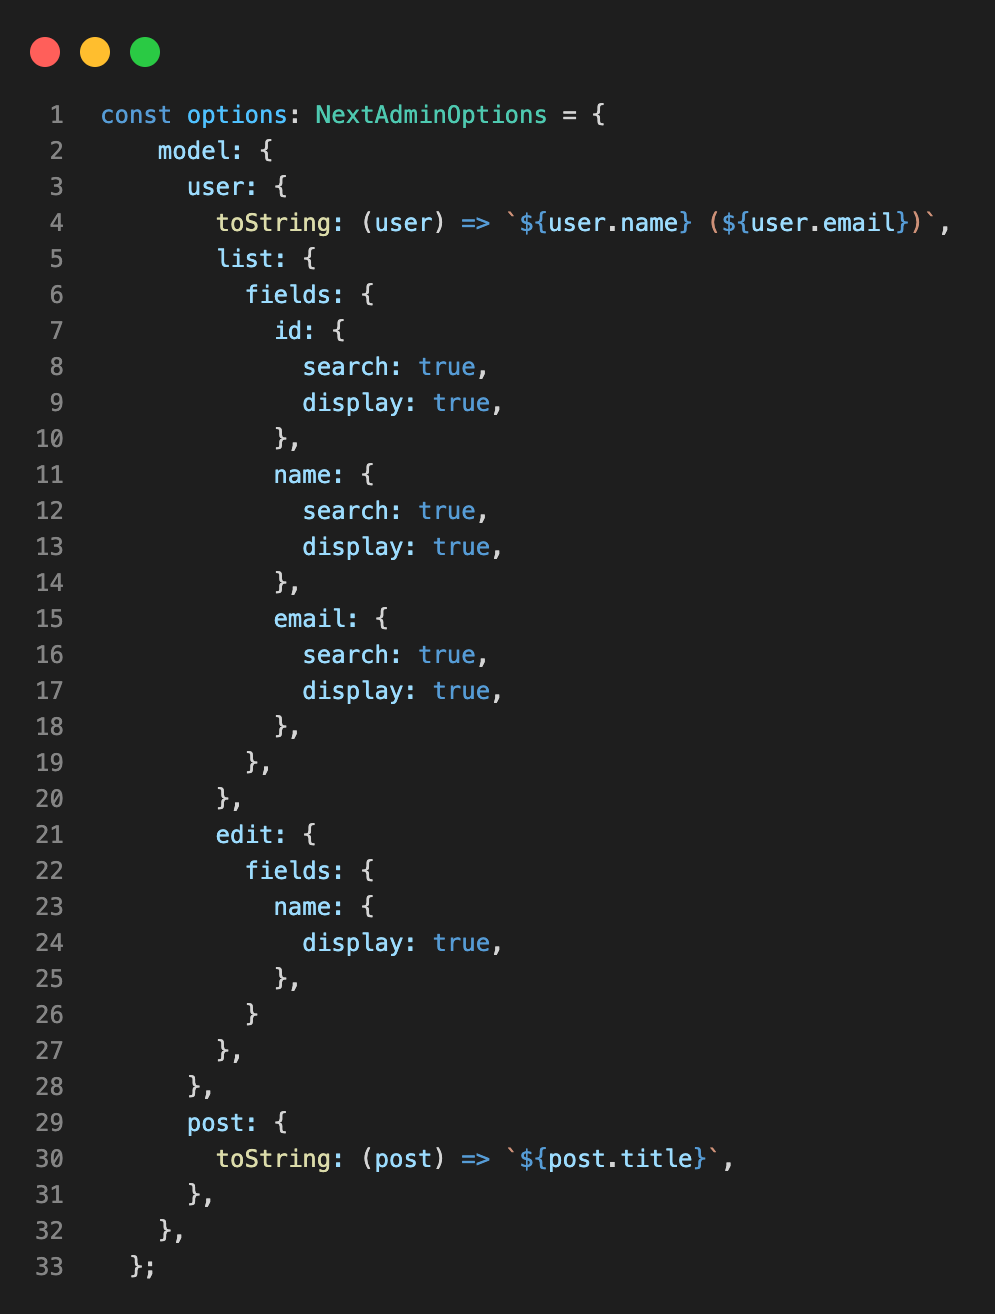 1 const options: NextAdminOptions = {
2     model: {
3       user: {
4         toString: (user) => `${user.name} (${user.email})`,
5         list: {
6           fields: {
7             id: {
8               search: true,
9               display: true,
10             },
11             name: {
12               search: true,
13               display: true,
14             },
15             email: {
16               search: true,
17               display: true,
18             },
19           },
20         },
21         edit: {
22           fields: {
23             name: {
24               display: true,
25             },
26           }
27         },
28       },
29       post: {
30         toString: (post) => `${post.title}`,
31       },
32     },
33   };